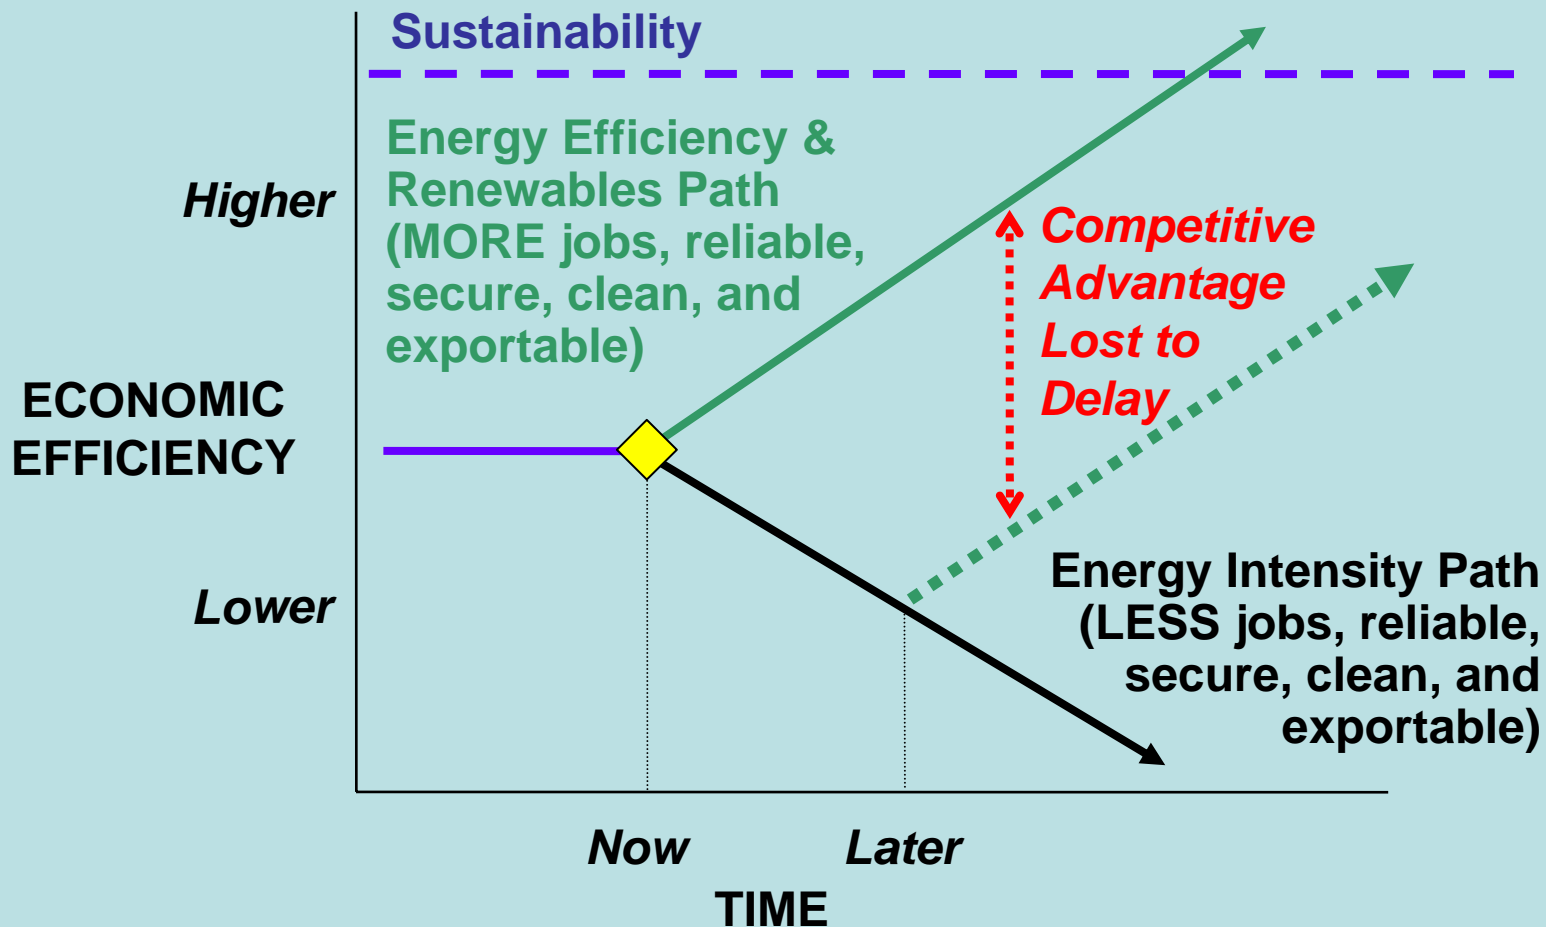 Sustainability
Energy Efficiency &
Renewables Path
(MORE jobs, reliable,
secure, clean, and
exportable)
Higher
Competitive
Advantage
Lost to
Delay
ECONOMIC
EFFICIENCY
Lower
Energy Intensity Path
(LESS jobs, reliable,
secure, clean, and
exportable)
Now
Later
TIME